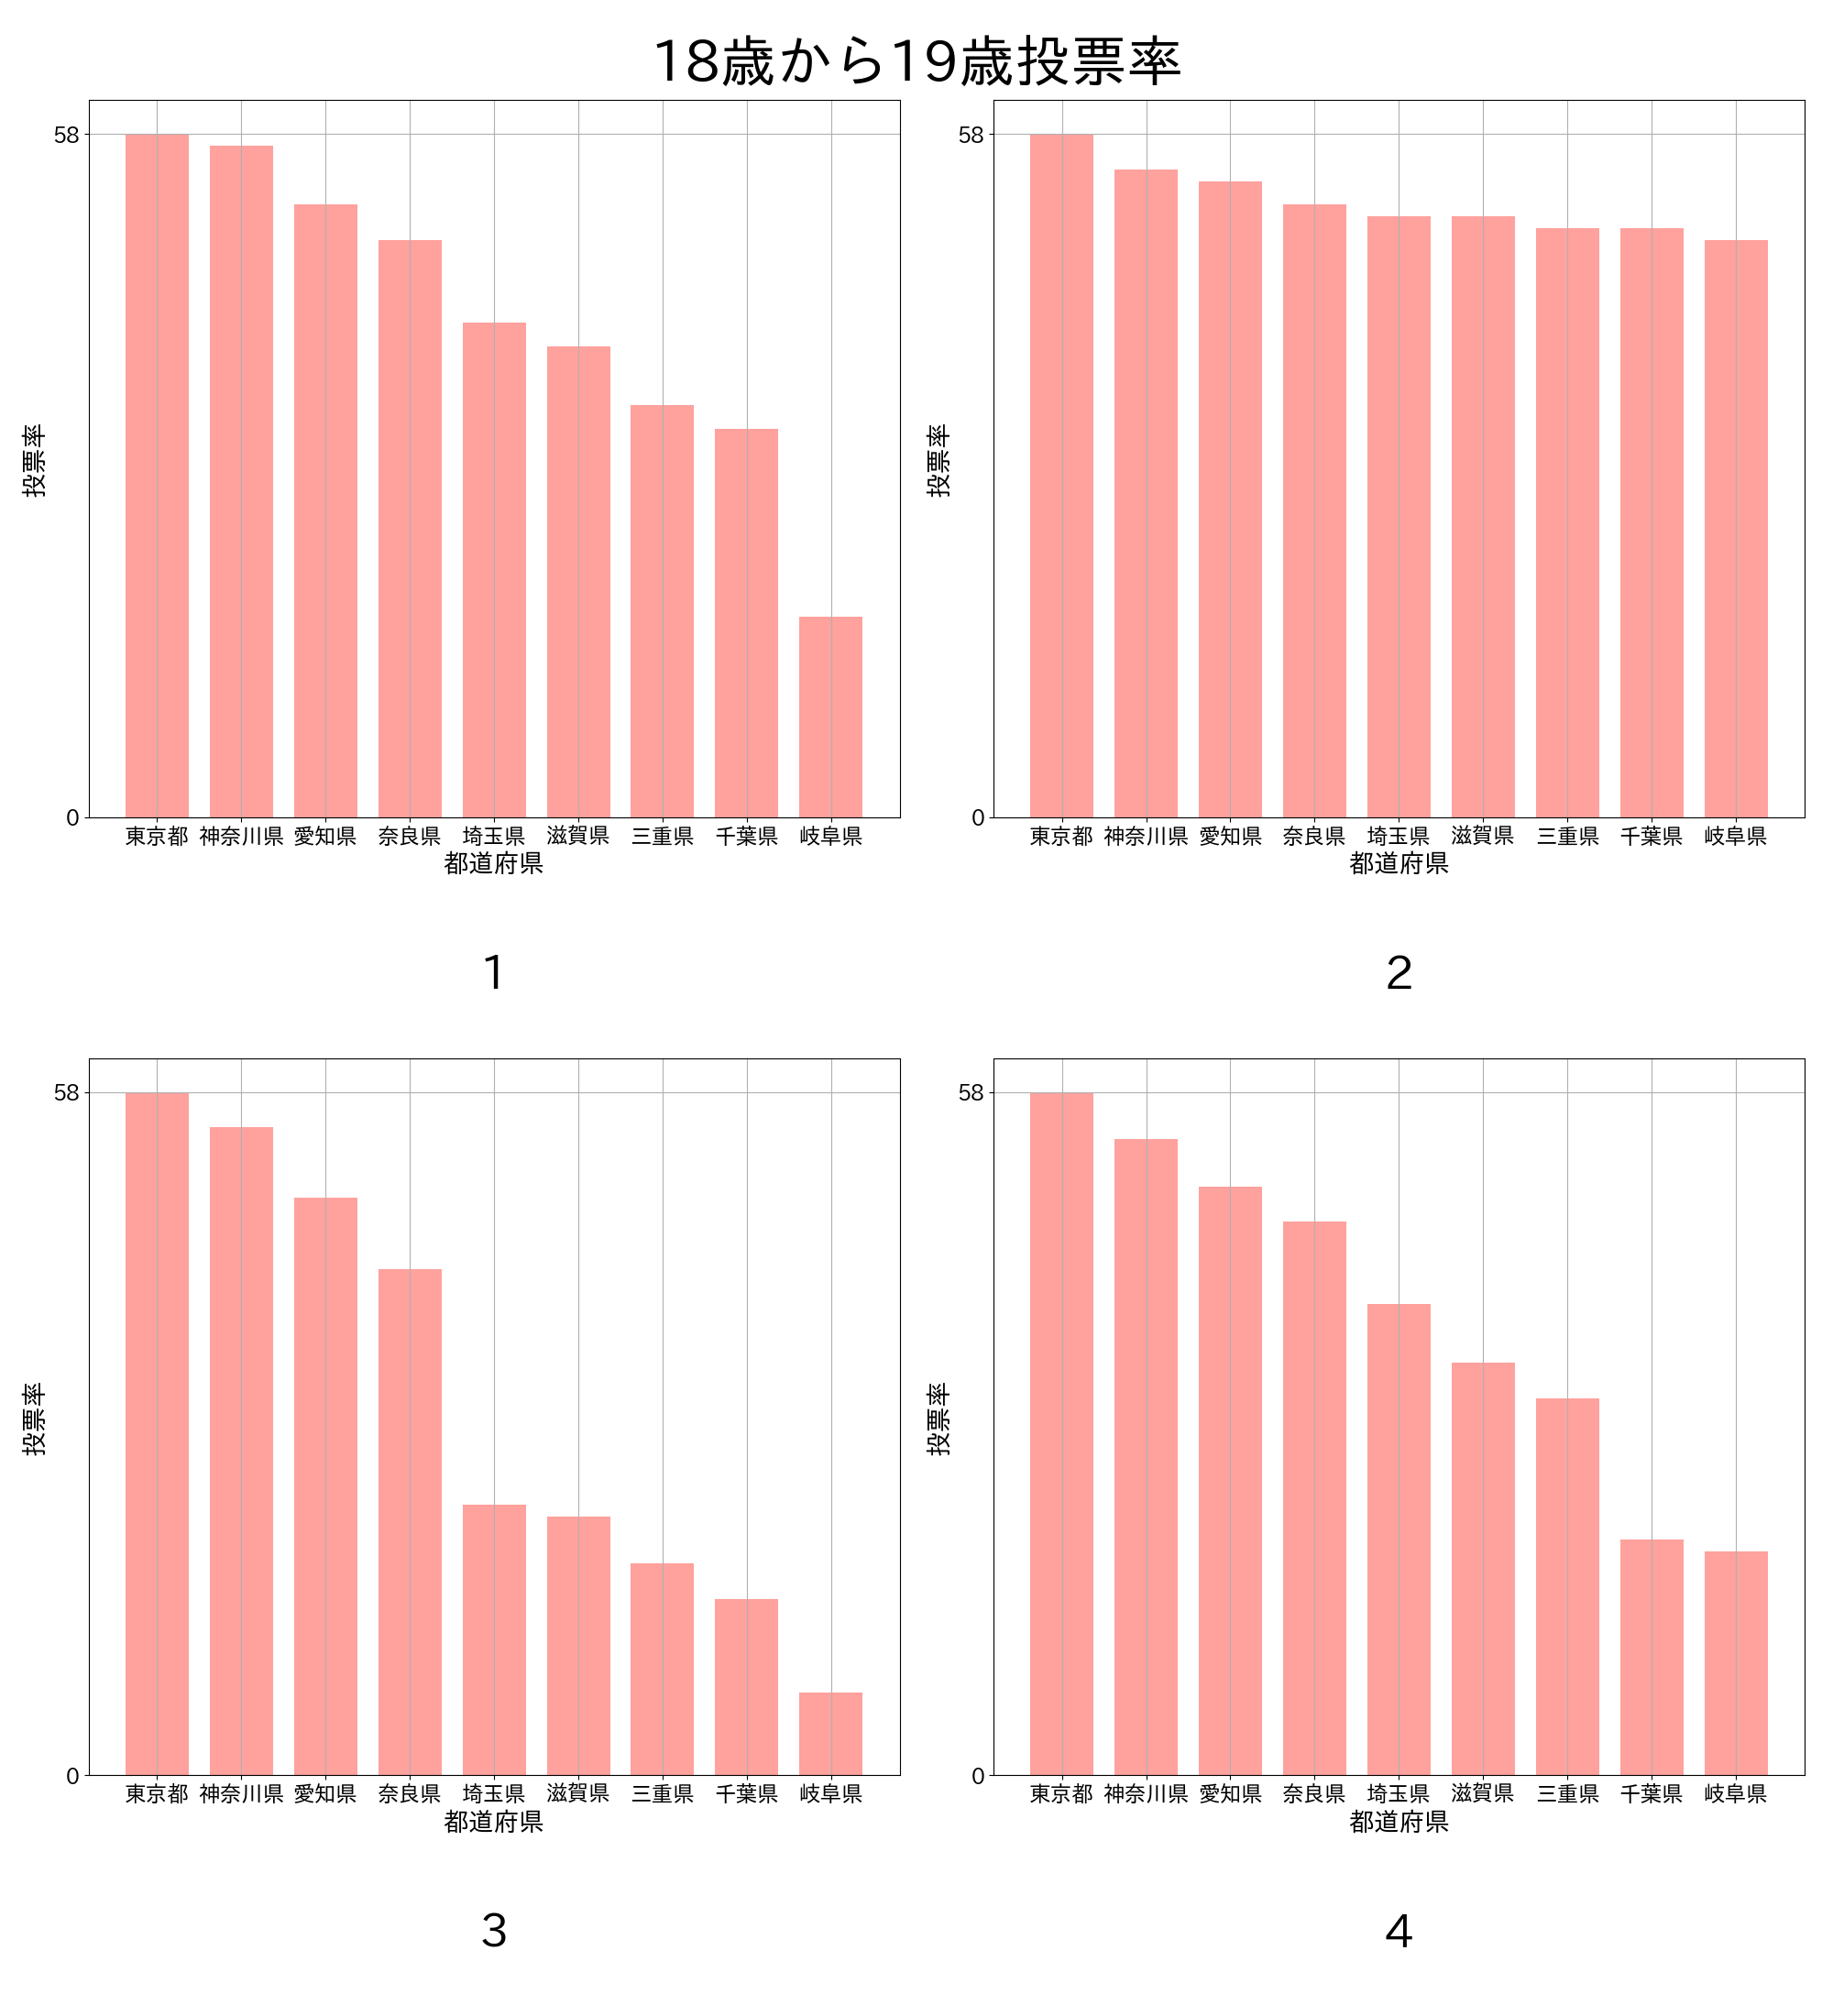 18歳から19歳投票率
58
0
投票率
東京都 神奈川県 愛知県 奈良県 埼玉県 滋賀県 三重県 千葉県 岐阜県
都道府県
1
58
0
投票率
東京都 神奈川県 愛知県 奈良県 埼玉県 滋賀県 三重県 千葉県 岐阜県
都道府県
2
58
0
投票率
東京都 神奈川県 愛知県 奈良県 埼玉県 滋賀県 三重県 千葉県 岐阜県
都道府県
3
58
0
投票率
東京都 神奈川県 愛知県 奈良県 埼玉県 滋賀県 三重県 千葉県 岐阜県
都道府県
4